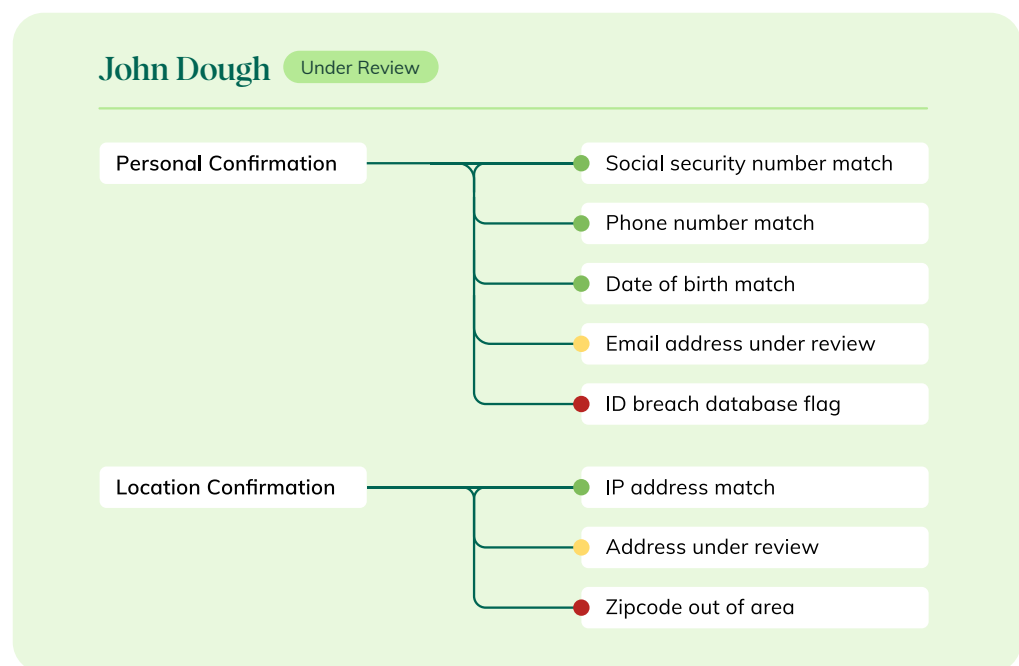 John Dough
Under Review
Personal Confirmation
Social security number match
Phone number match
Date of birth match
Email address under review
ID breach database flag
Location Confirmation
IP address match
Address under review
Zipcode out of area